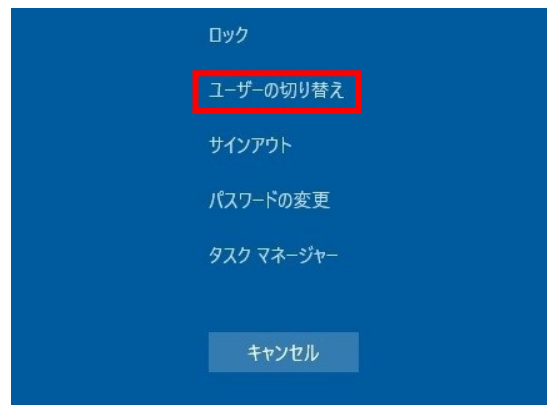 ロック
ユーザーの切り替え
サインアウト
パスワードの変更
タスク マネージャー
キャンセル